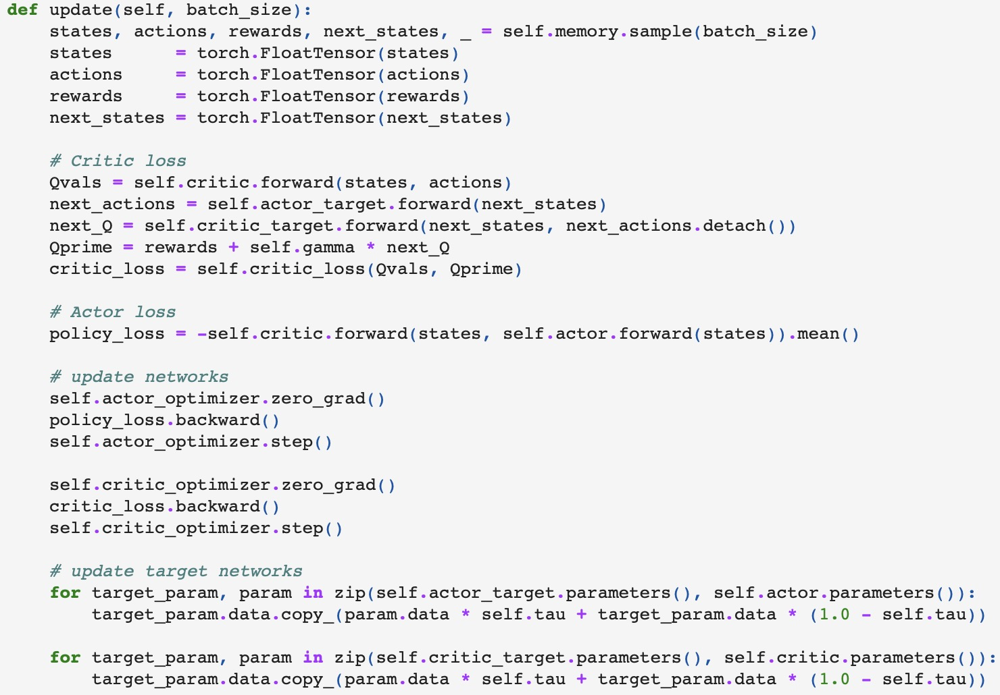 def update(self, batch_size):
    states, actions, rewards, next_states, _ = self.memory.sample(batch_size)
    states      = torch.FloatTensor(states)
    actions     = torch.FloatTensor(actions)
    rewards     = torch.FloatTensor(rewards)
    next_states = torch.FloatTensor(next_states)

    # Critic loss
    Qvals = self.critic.forward(states, actions)
    next_actions = self.actor_target.forward(next_states)
    next_Q = self.critic_target.forward(next_states, next_actions.detach())
    Qprime = rewards + self.gamma * next_Q
    critic_loss = self.critic_loss(Qvals, Qprime)

    # Actor loss
    policy_loss = -self.critic.forward(states, self.actor.forward(states)).mean()

    # update networks
    self.actor_optimizer.zero_grad()
    policy_loss.backward()
    self.actor_optimizer.step()

    self.critic_optimizer.zero_grad()
    critic_loss.backward()
    self.critic_optimizer.step()

    # update target networks
    for target_param, param in zip(self.actor_target.parameters(), self.actor.parameters()):
        target_param.data.copy_(param.data * self.tau + target_param.data * (1.0 - self.tau))

    for target_param, param in zip(self.critic_target.parameters(), self.critic.parameters()):
        target_param.data.copy_(param.data * self.tau + target_param.data * (1.0 - self.tau))